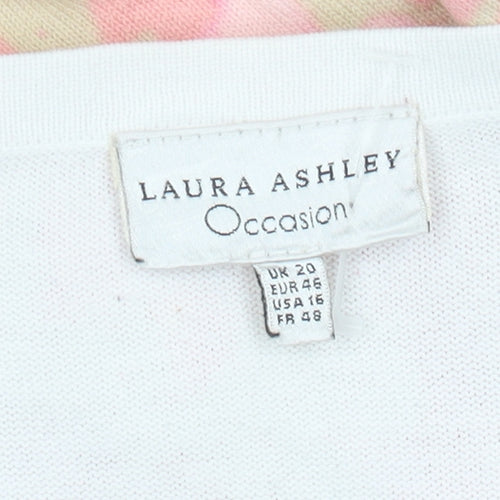 LAURA ASHLEY
Occasion
UK 20
EUR 46
USA 16
FR 48